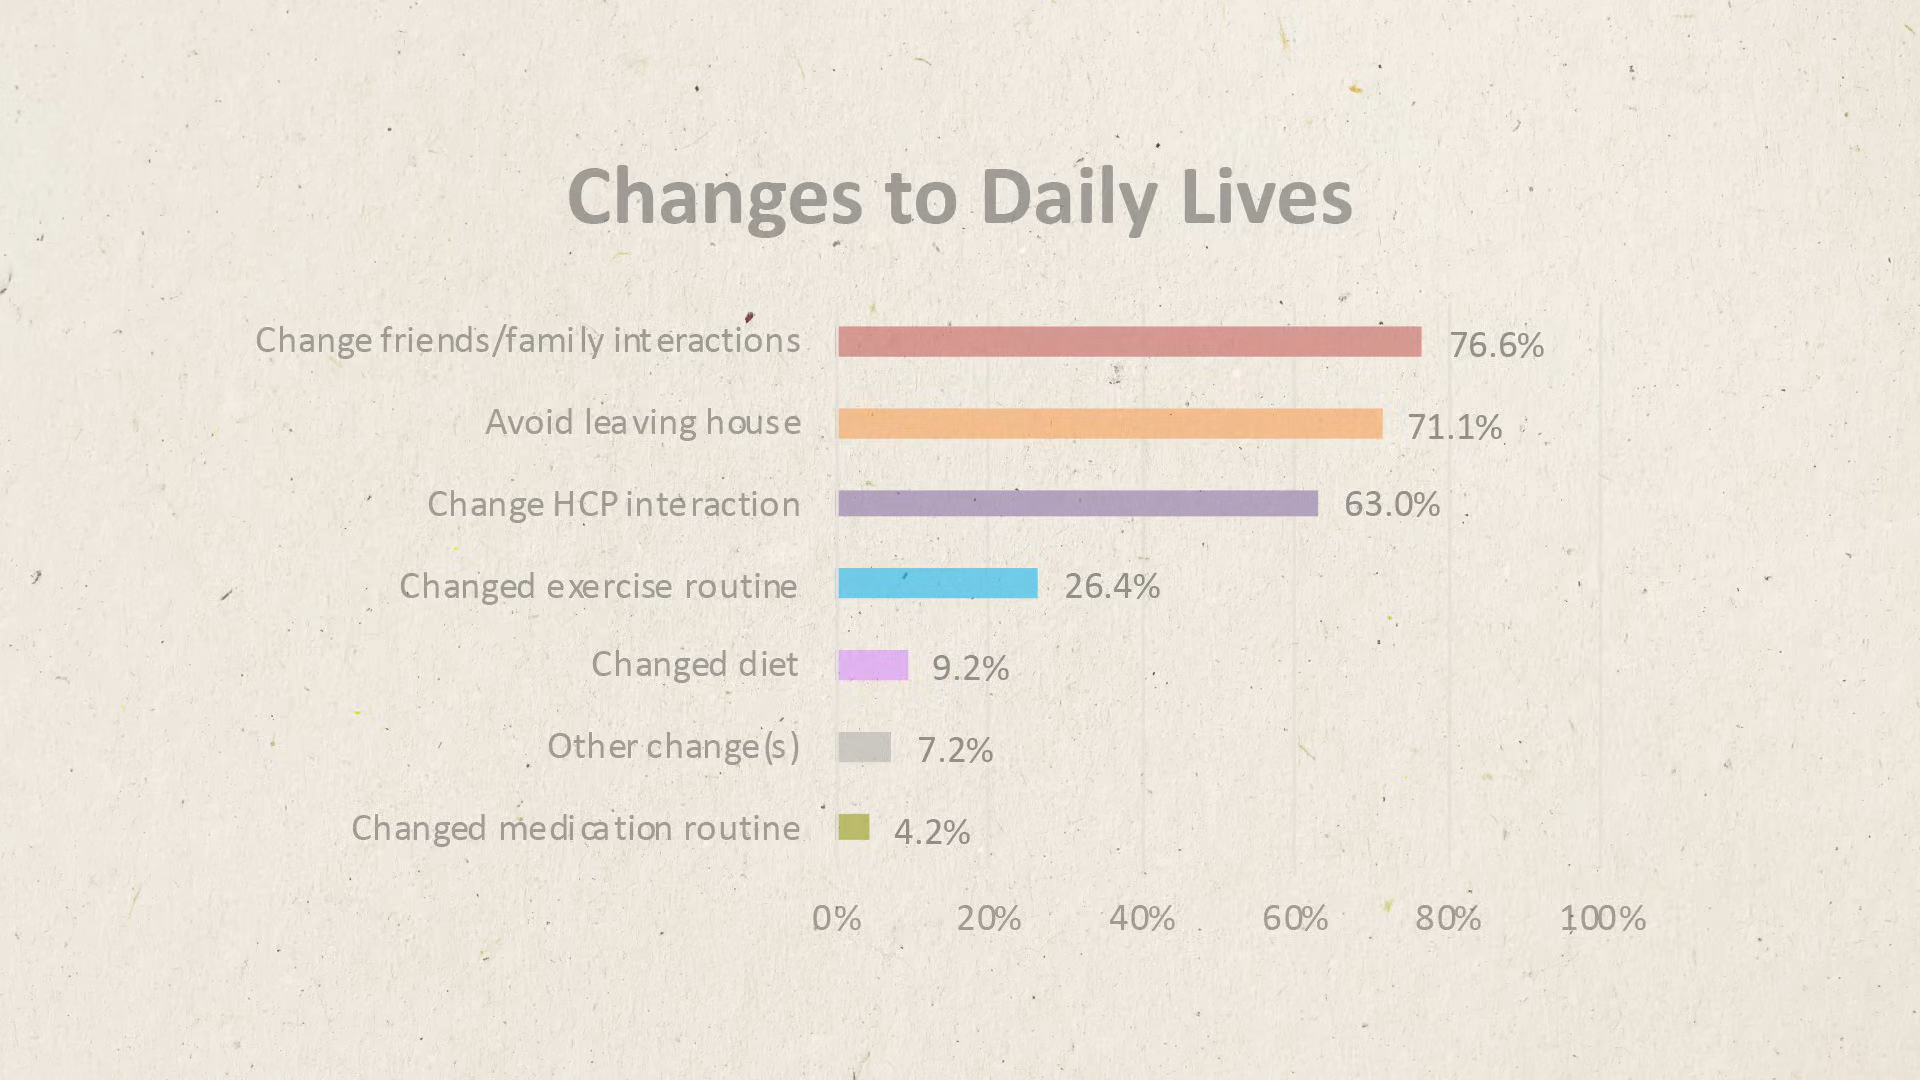 Changes to Daily Lives
Change friends/family interactions 76.6%
Avoid leaving house 71.1%
Change HCP interaction 63.0%
Changed exercise routine 26.4%
Changed diet 9.2%
Other change(s) 7.2%
Changed medication routine 4.2%
0% 20% 40% 60% 80% 100%